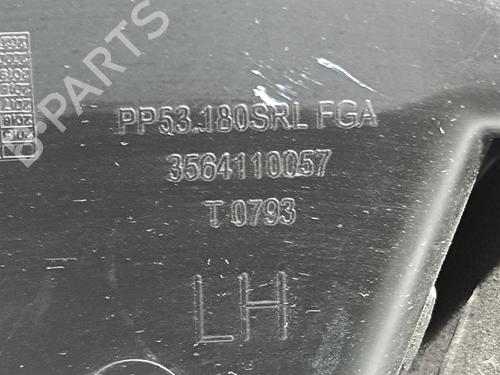 B-PARTS
PP53.180SRL FGA
3564110057
T 0793
LH